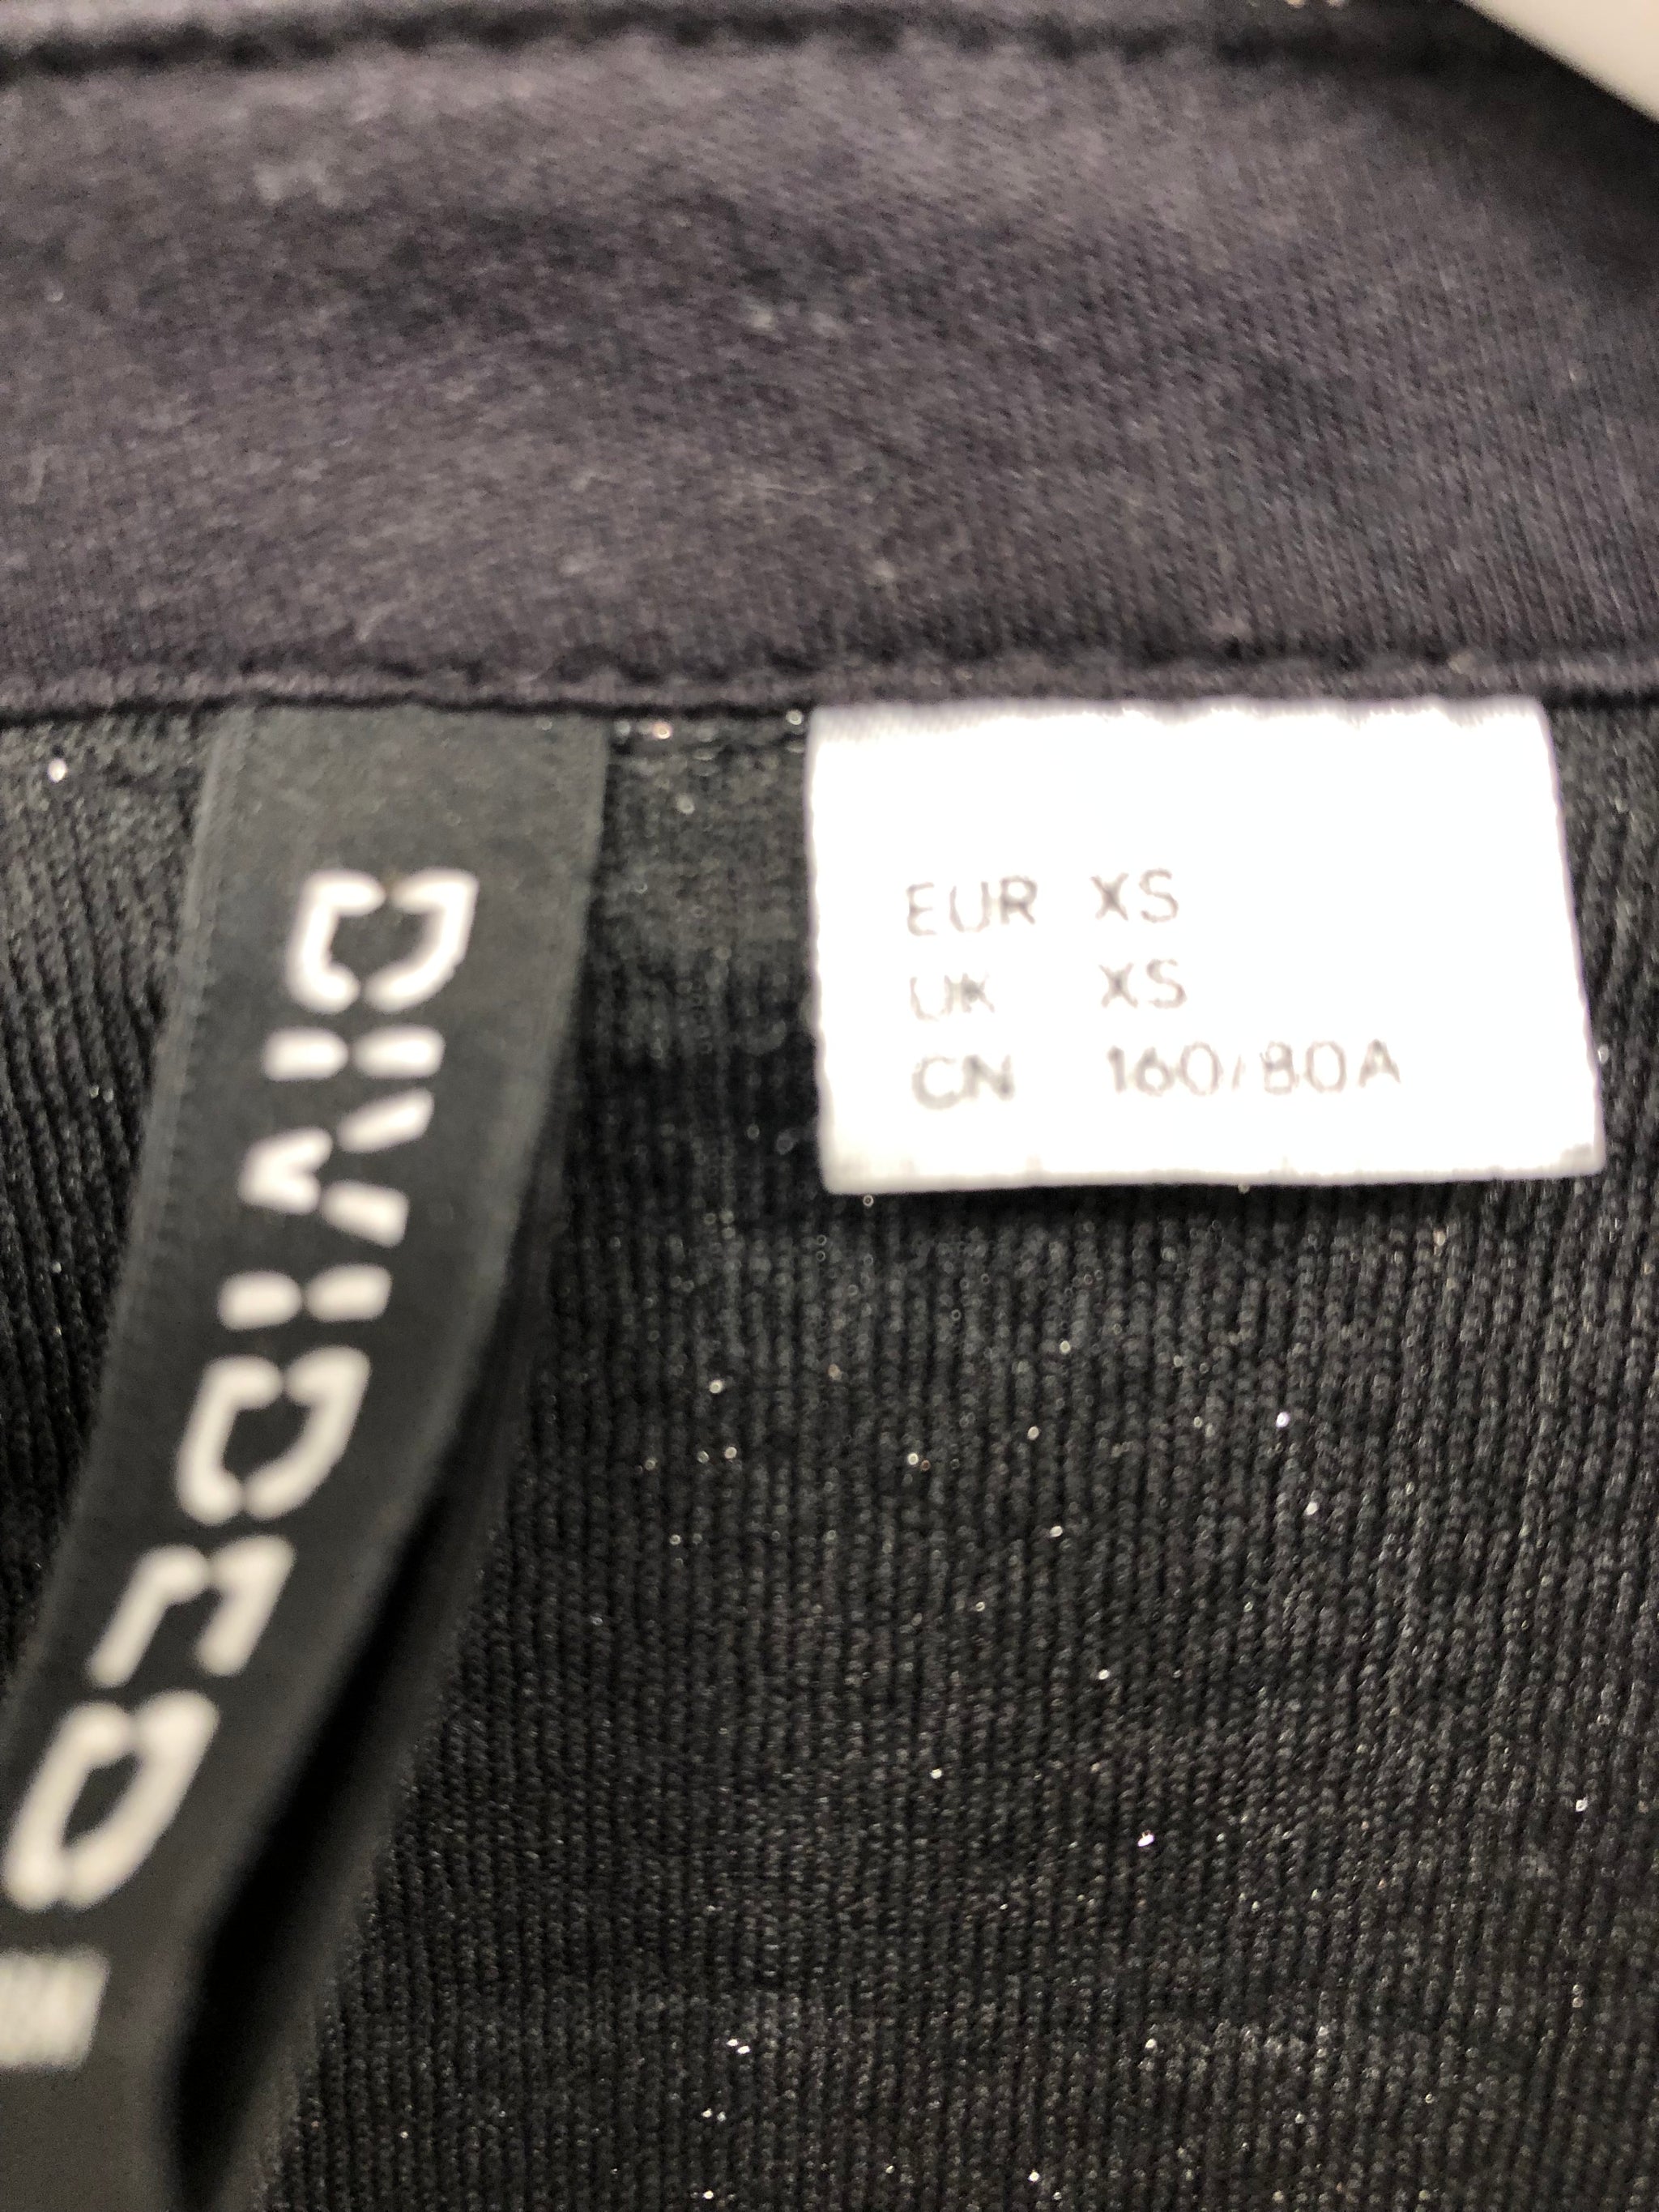 DIVIDED
EUR XS
UK XS
CN 160/80A